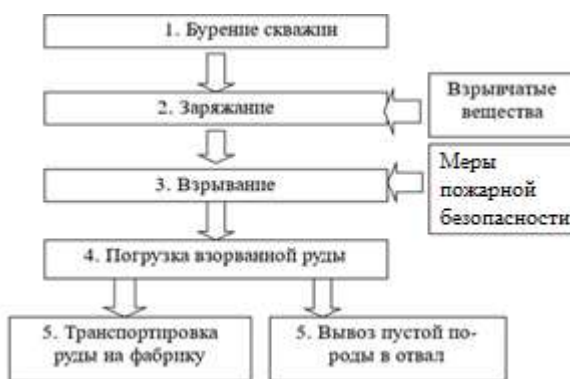 1. Бурение скважин
2. Заряжание
Взрывчатые
вещества
3. Взрывание
Меры
пожарной
безопасности
4. Погрузка взорванной руды
5. Транспортировка
руды на фабрику
5. Вывоз пустой по-
роды в отвал